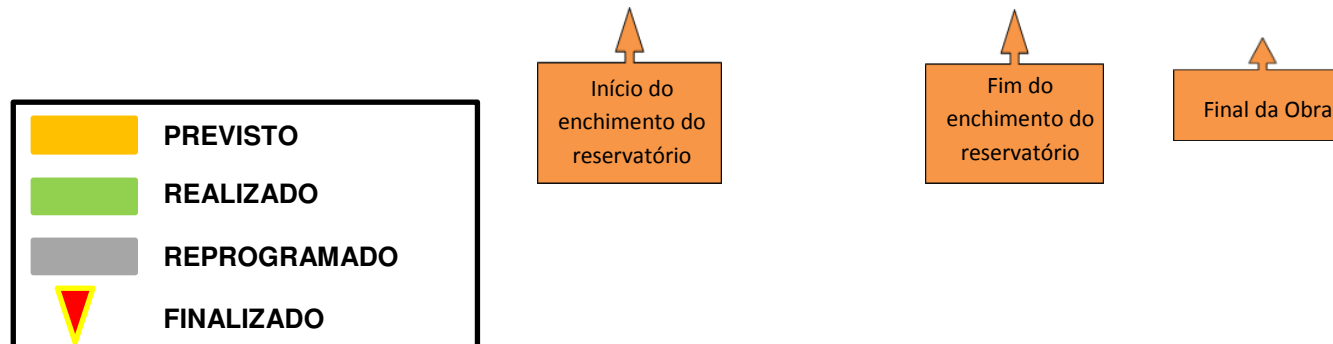 Início do
enchimento do
reservatório
Fim do
enchimento do
reservatório
Final da Obra
PREVISTO
REALIZADO
REPROGRAMADO
FINALIZADO